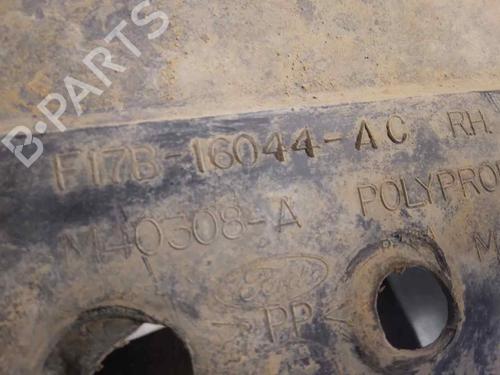 B-PARTS
F17B-16044-AC RH.
M40308-A POLYPRO
Ford
>PP<